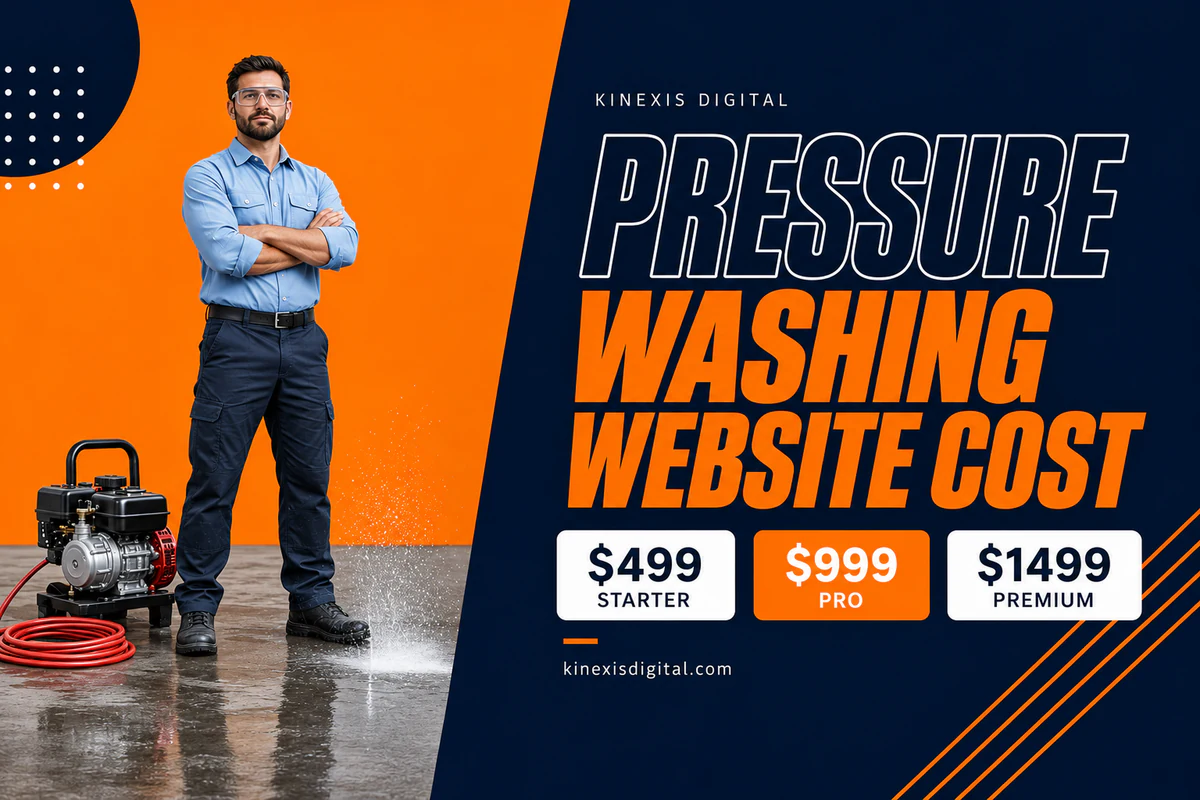 KINEXIS DIGITAL
PRESSURE
WASHING
WEBSITE COST
$499
STARTER
$999
PRO
$1499
PREMIUM
kinexisdigital.com